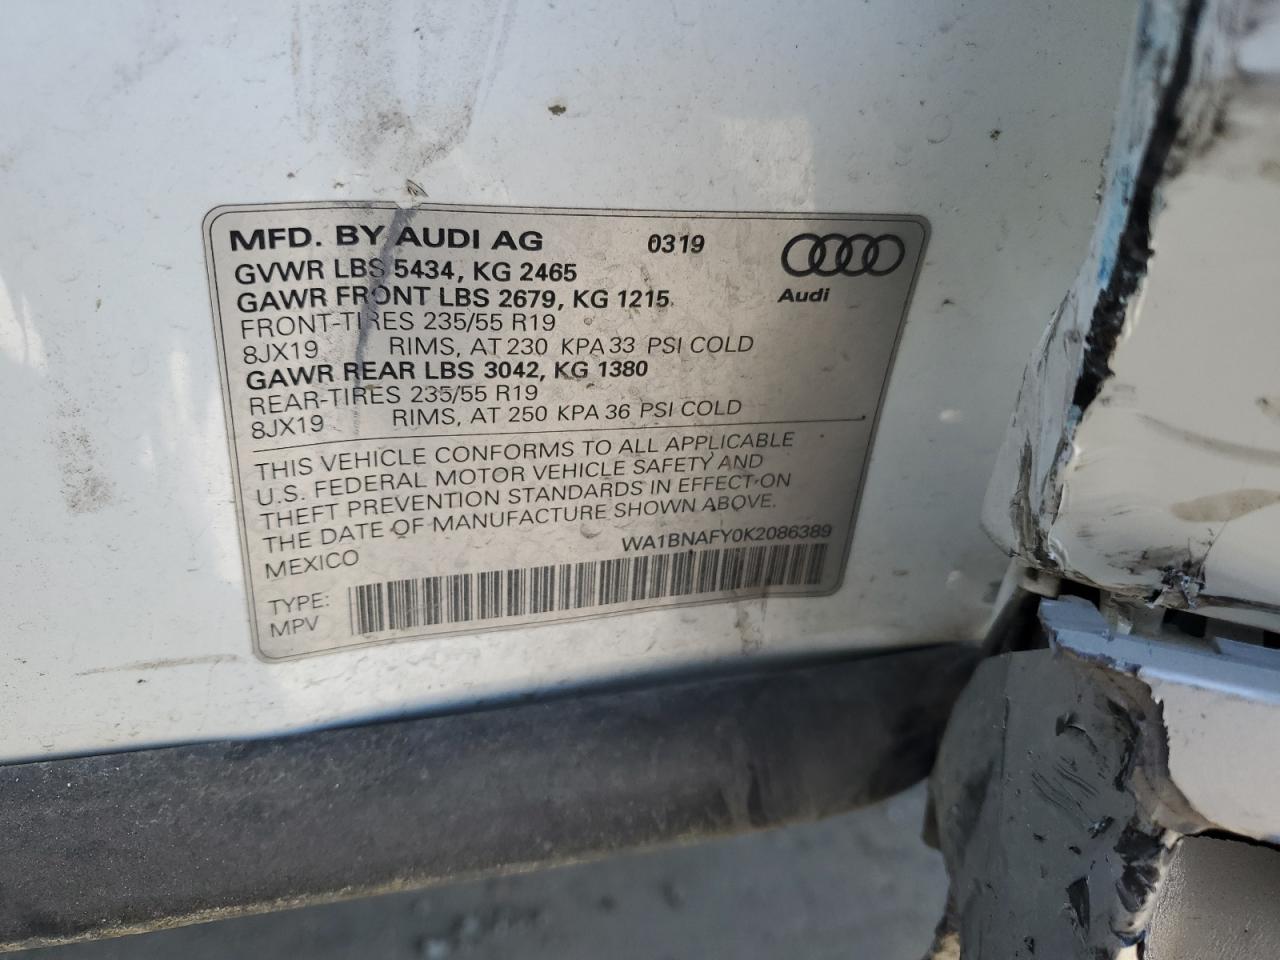 MFD. BY AUDI AG 0319
GVWR LBS 5434, KG 2465
GAWR FRONT LBS 2679, KG 1215 Audi
FRONT-TIRES 235/55 R19
8JX19 RIMS, AT 230 KPA 33 PSI COLD
GAWR REAR LBS 3042, KG 1380
REAR-TIRES 235/55 R19
8JX19 RIMS, AT 250 KPA 36 PSI COLD
THIS VEHICLE CONFORMS TO ALL APPLICABLE
U.S. FEDERAL MOTOR VEHICLE SAFETY AND
THEFT PREVENTION STANDARDS IN EFFECT ON
THE DATE OF MANUFACTURE SHOWN ABOVE.
MEXICO WA1BNAFY0K2086389
TYPE:
MPV